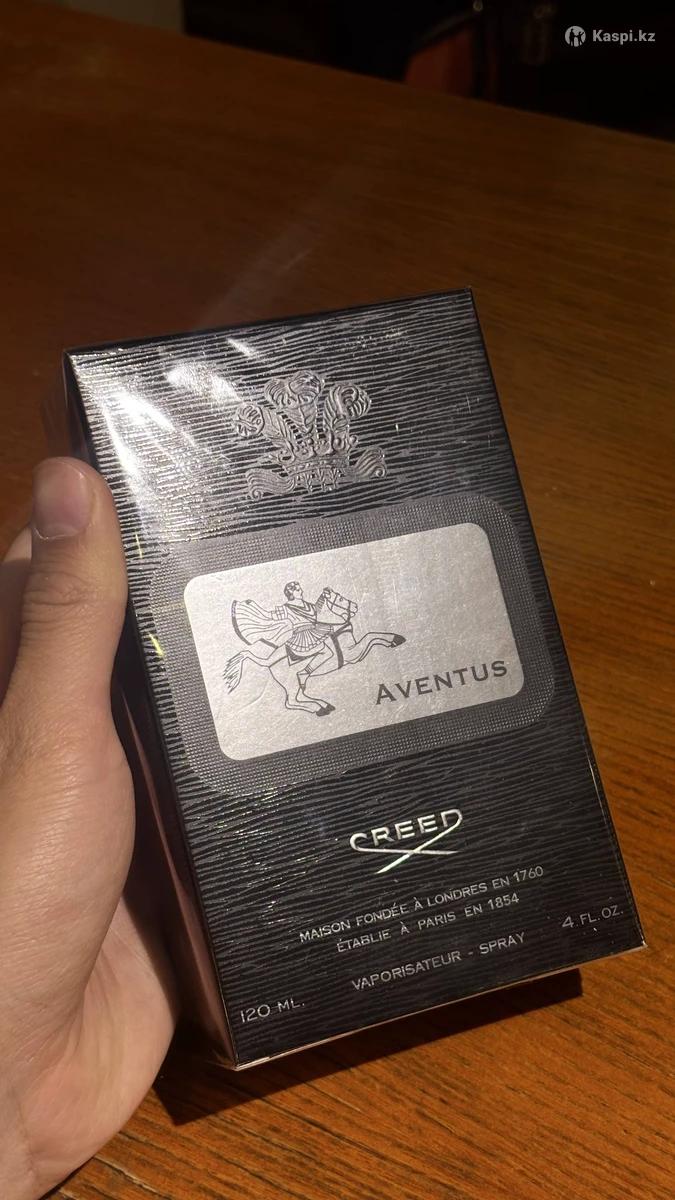 Kaspi.kz
AVENTUS
CREED
MAISON FONDÉE À LONDRES EN 1760
ÉTABLIE À PARIS EN 1854
VAPORISATEUR - SPRAY
120 ML.
4 FL. OZ.